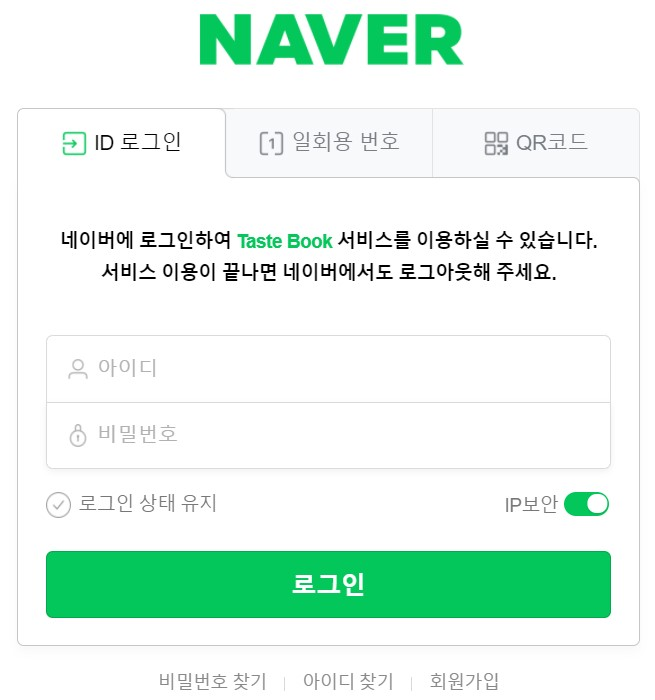 NAVER
ID 로그인
1 일회용 번호
QR코드
네이버에 로그인하여 Taste Book 서비스를 이용하실 수 있습니다.
서비스 이용이 끝나면 네이버에서도 로그아웃해 주세요.
아이디
비밀번호
로그인 상태 유지
IP보안
로그인
비밀번호 찾기 | 아이디 찾기 | 회원가입